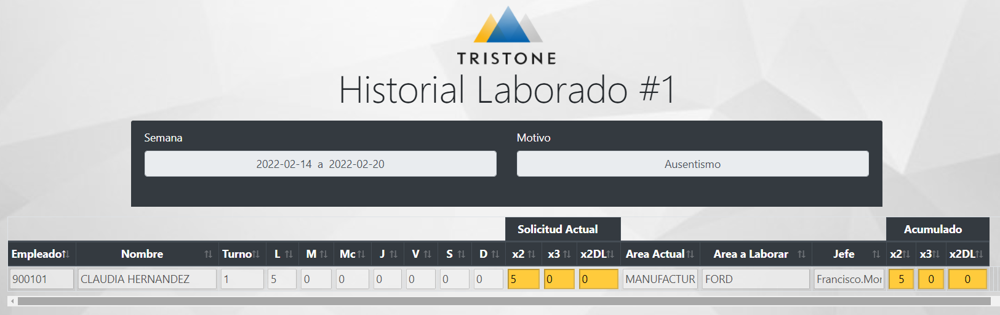 TRISTONE
Historial Laborado #1
Semana Motivo
2022-02-14 a 2022-02-20 Ausentismo
Solicitud Actual Acumulado
Empleado Nombre Turno L M Mc J V S D x2 x3 x2DL Area Actual Area a Laborar Jefe x2 x3 x2DL
900101 CLAUDIA HERNANDEZ 1 5 0 0 0 0 0 0 5 0 0 MANUFACTUR FORD Francisco.Mor 5 0 0